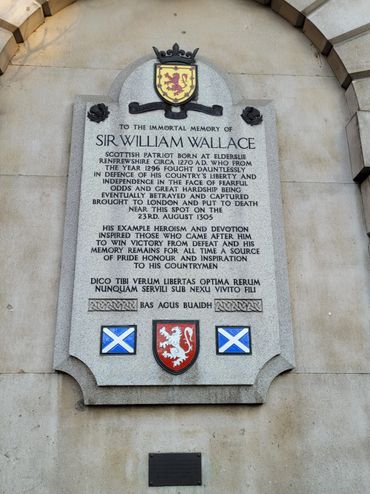 TO THE IMMORTAL MEMORY OF
SIR WILLIAM WALLACE
SCOTTISH PATRIOT BORN AT ELDERSLIE
RENFREWSHIRE CIRCA 1270 A.D. WHO FROM
THE YEAR 1296 FOUGHT DAUNTLESSLY
IN DEFENCE OF HIS COUNTRY'S LIBERTY AND
INDEPENDENCE IN THE FACE OF FEARFUL
ODDS AND GREAT HARDSHIP BEING
EVENTUALLY BETRAYED AND CAPTURED
BROUGHT TO LONDON AND PUT TO DEATH
NEAR THIS SPOT ON THE
23RD. AUGUST 1305
HIS EXAMPLE HEROISM AND DEVOTION
INSPIRED THOSE WHO CAME AFTER HIM
TO WIN VICTORY FROM DEFEAT AND HIS
MEMORY REMAINS FOR ALL TIME A SOURCE
OF PRIDE HONOUR AND INSPIRATION
TO HIS COUNTRYMEN
DICO TIBI VERUM LIBERTAS OPTIMA RERUM
NUNQUAM SERVILI SUB NEXU VIVITO FILI
BAS AGUS BUAIDH